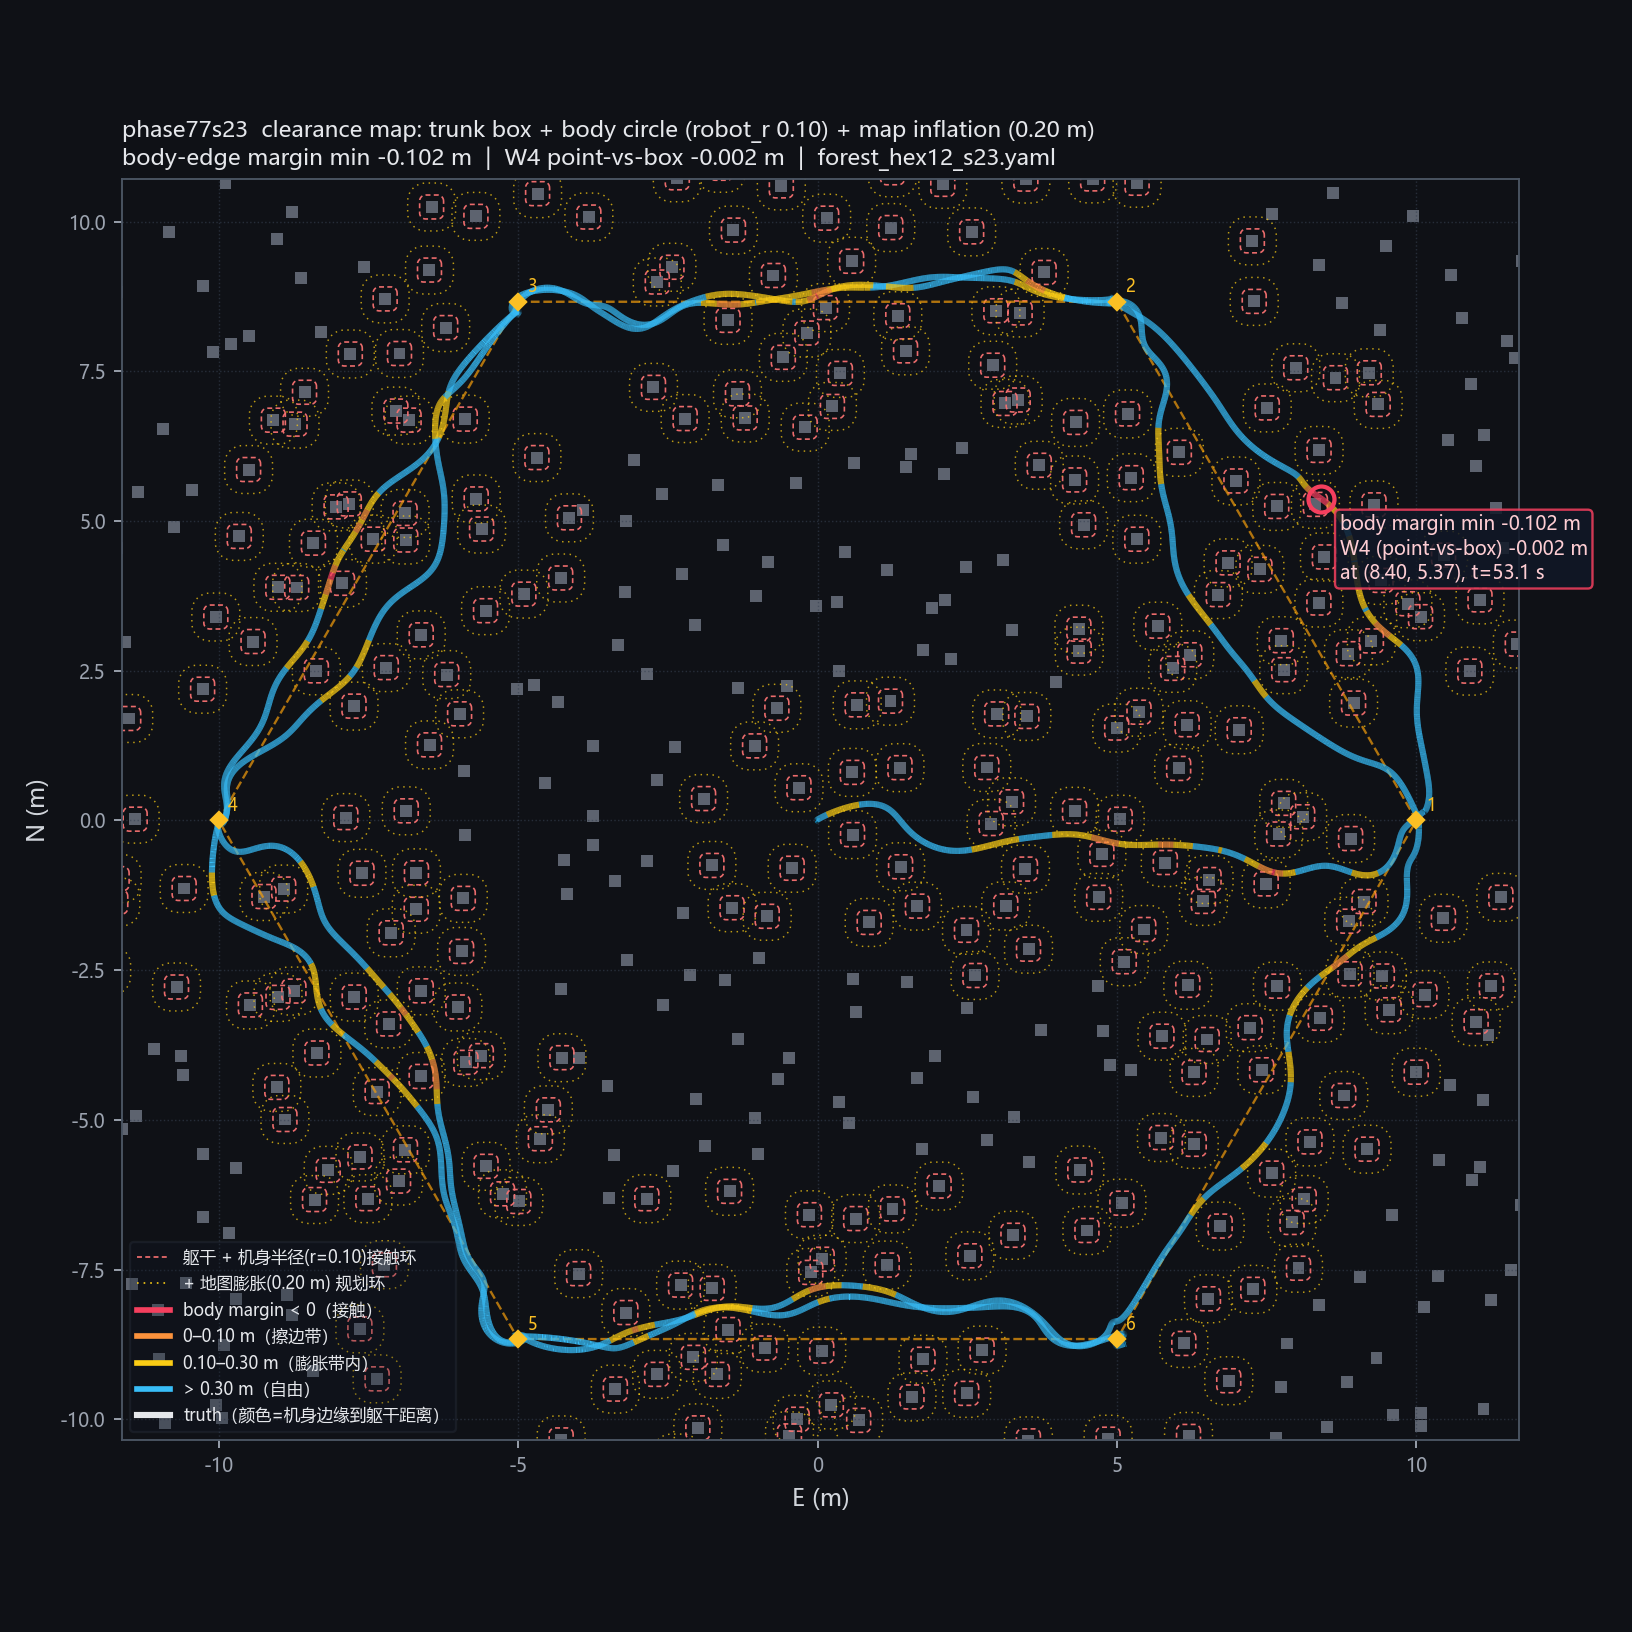 phase77s23 clearance map: trunk box + body circle (robot_r 0.10) + map inflation (0.20 m)
body-edge margin min -0.102 m | W4 point-vs-box -0.002 m | forest_hex12_s23.yaml
10.0
7.5
5.0
2.5
0.0
-2.5
-5.0
-7.5
-10.0
N (m)
3
2
4
1
5
6
body margin min -0.102 m
W4 (point-vs-box) -0.002 m
at (8.40, 5.37), t=53.1 s
躯干 + 机身半径(r=0.10)接触环
+ 地图膨胀(0.20 m) 规划环
body margin < 0（接触）
0–0.10 m（擦边带）
0.10–0.30 m（膨胀带内）
> 0.30 m（自由）
truth（颜色=机身边缘到躯干距离）
-10
-5
0
5
10
E (m)